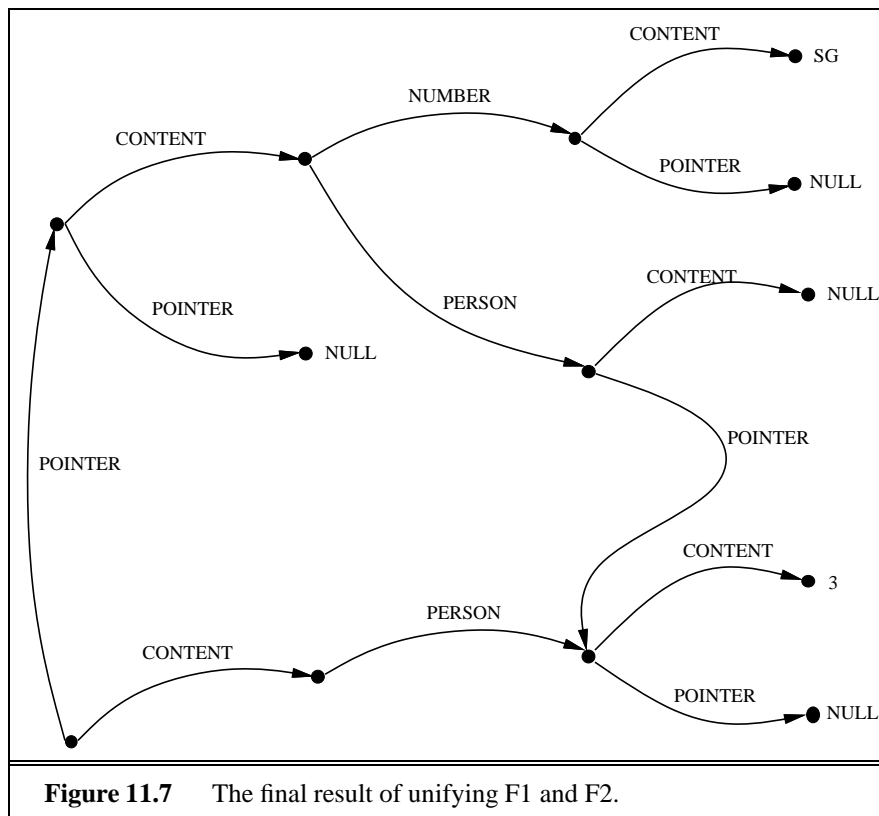 CONTENT
SG
NUMBER
CONTENT
POINTER
NULL
CONTENT
NULL
POINTER
PERSON
NULL
POINTER
POINTER
CONTENT
3
PERSON
CONTENT
POINTER
NULL
Figure 11.7 The final result of unifying F1 and F2.